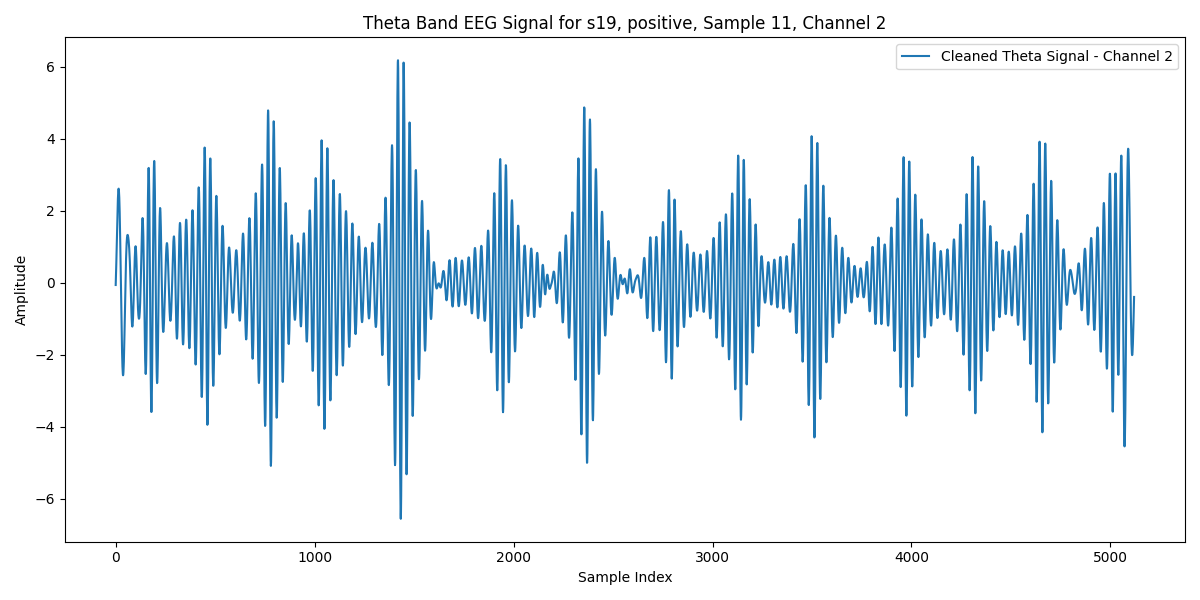 Theta Band EEG Signal for s19, positive, Sample 11, Channel 2
Cleaned Theta Signal - Channel 2
6
4
2
0
−2
−4
−6
Amplitude
0 1000 2000 3000 4000 5000
Sample Index